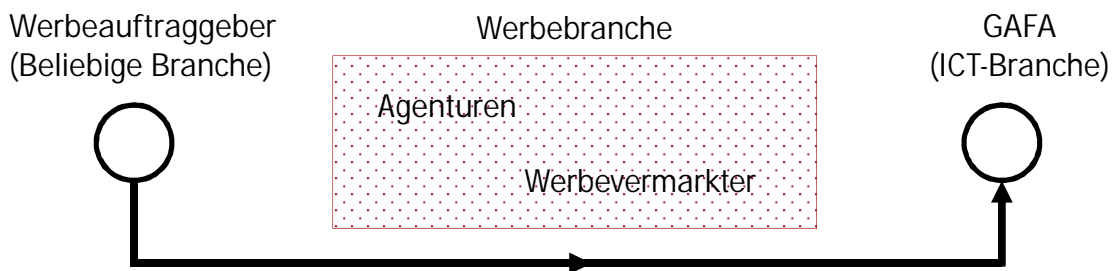 Werbeauftraggeber
(Beliebige Branche)
Werbebranche
GAFA
(ICT-Branche)
Agenturen
Werbevermarkter